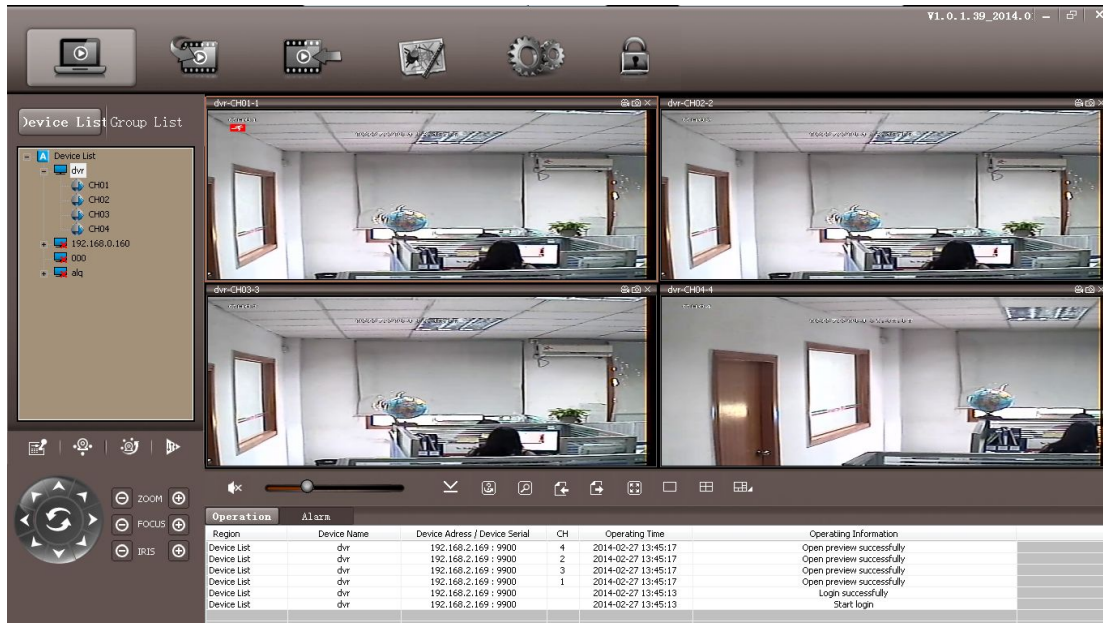 V1.0.1.39_2014.0
Device List Group List
Device List
dvr
CH01
CH02
CH03
CH04
192.168.0.160
000
alq
dvr-CH01-1
dvr-CH02-2
dvr-CH03-3
dvr-CH04-4
ZOOM
FOCUS
IRIS
Operation Alarm
Region Device Name Device Adress / Device Serial CH Operating Time Operating Information
Device List dvr 192.168.2.169 : 9900 4 2014-02-27 13:45:17 Open preview successfully
Device List dvr 192.168.2.169 : 9900 2 2014-02-27 13:45:17 Open preview successfully
Device List dvr 192.168.2.169 : 9900 3 2014-02-27 13:45:17 Open preview successfully
Device List dvr 192.168.2.169 : 9900 1 2014-02-27 13:45:17 Open preview successfully
Device List dvr 192.168.2.169 : 9900 2014-02-27 13:45:13 Login successfully
Device List dvr 192.168.2.169 : 9900 2014-02-27 13:45:13 Start login